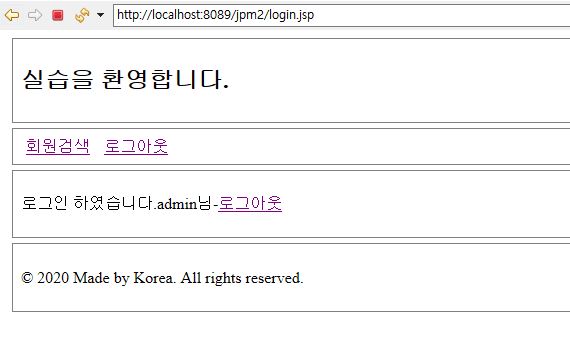 http://localhost:8089/jpm2/login.jsp
실습을 환영합니다.
회원검색 로그아웃
로그인 하였습니다.admin님-로그아웃
© 2020 Made by Korea. All rights reserved.